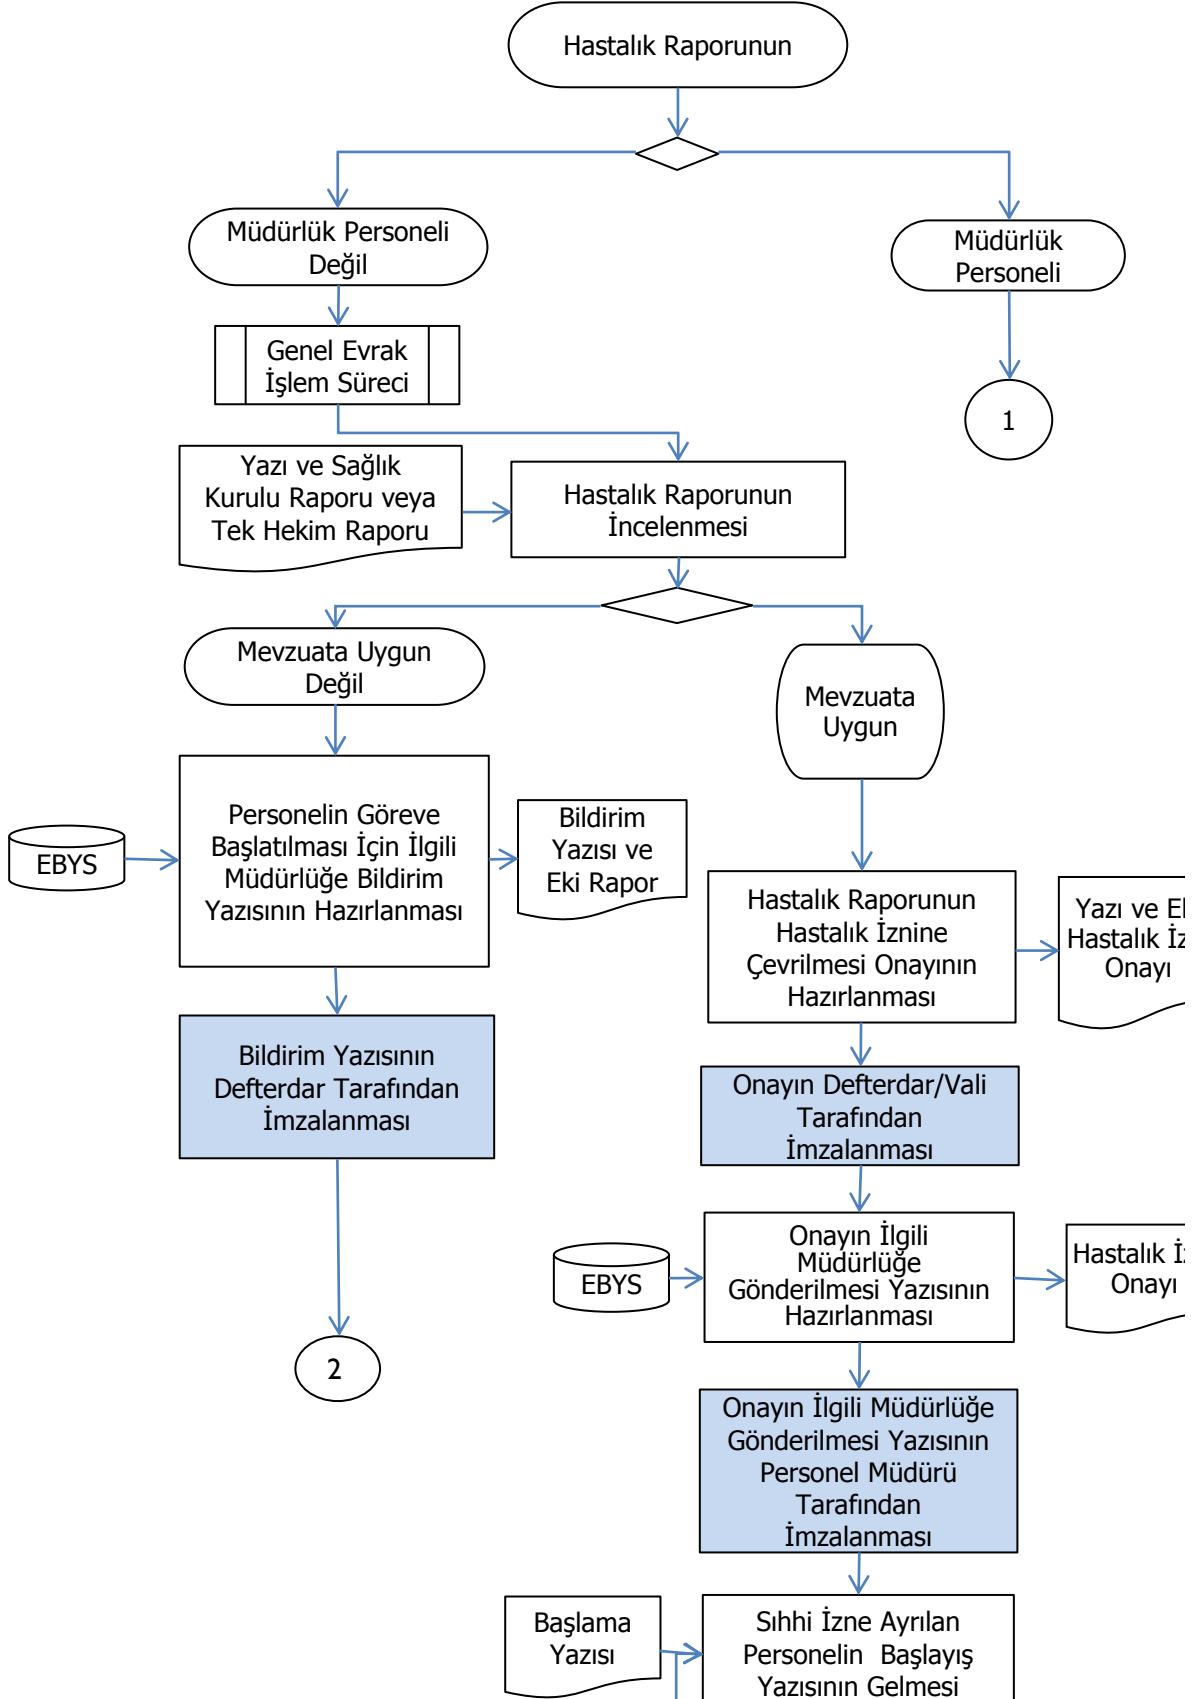 Hastalık Raporunun
Müdürlük Personeli
Değil
Müdürlük
Personeli
Genel Evrak
İşlem Süreci
1
Yazı ve Sağlık
Kurulu Raporu veya
Tek Hekim Raporu
Hastalık Raporunun
İncelenmesi
Mevzuata Uygun
Değil
Mevzuata
Uygun
EBYS
Personelin Göreve
Başlatılması İçin İlgili
Müdürlüğe Bildirim
Yazısının Hazırlanması
Bildirim
Yazısı ve
Eki Rapor
Hastalık Raporunun
Hastalık İznine
Çevrilmesi Onayının
Hazırlanması
Yazı ve
Hastalık
Onayı
Bildirim Yazısının
Defterdar Tarafından
İmzalanması
Onayın Defterdar/Vali
Tarafından
İmzalanması
EBYS
Onayın İlgili
Müdürlüğe
Gönderilmesi Yazısının
Hazırlanması
Hastalık
Onayı
2
Onayın İlgili Müdürlüğe
Gönderilmesi Yazısının
Personel Müdürü
Tarafından
İmzalanması
Başlama
Yazısı
Sıhhi İzne Ayrılan
Personelin  Başlayış
Yazısının Gelmesi